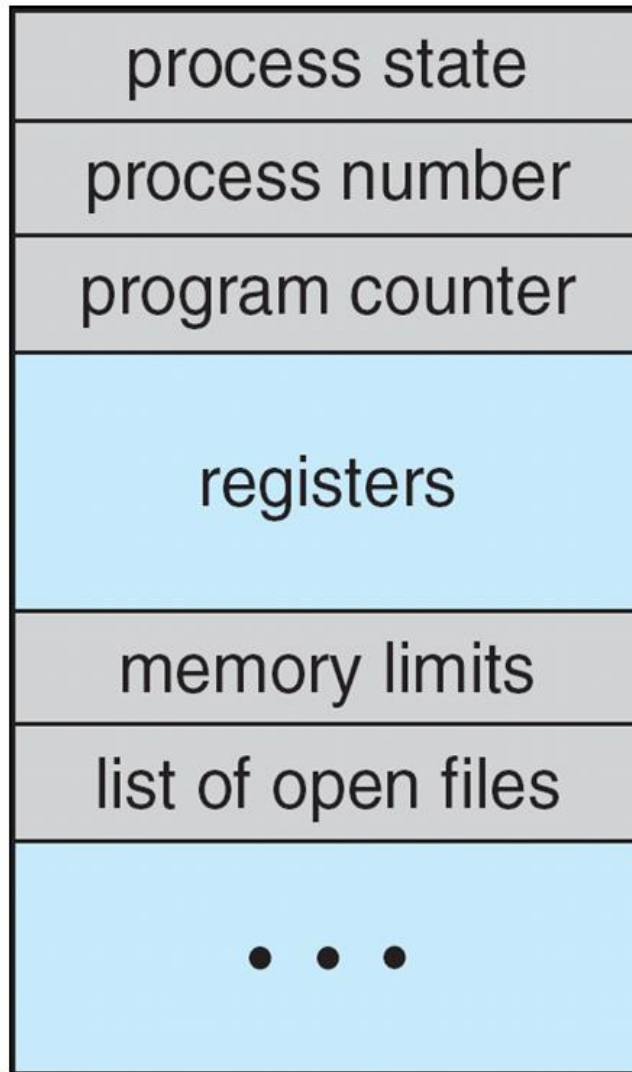 process state
process number
program counter
registers
memory limits
list of open files
• • •